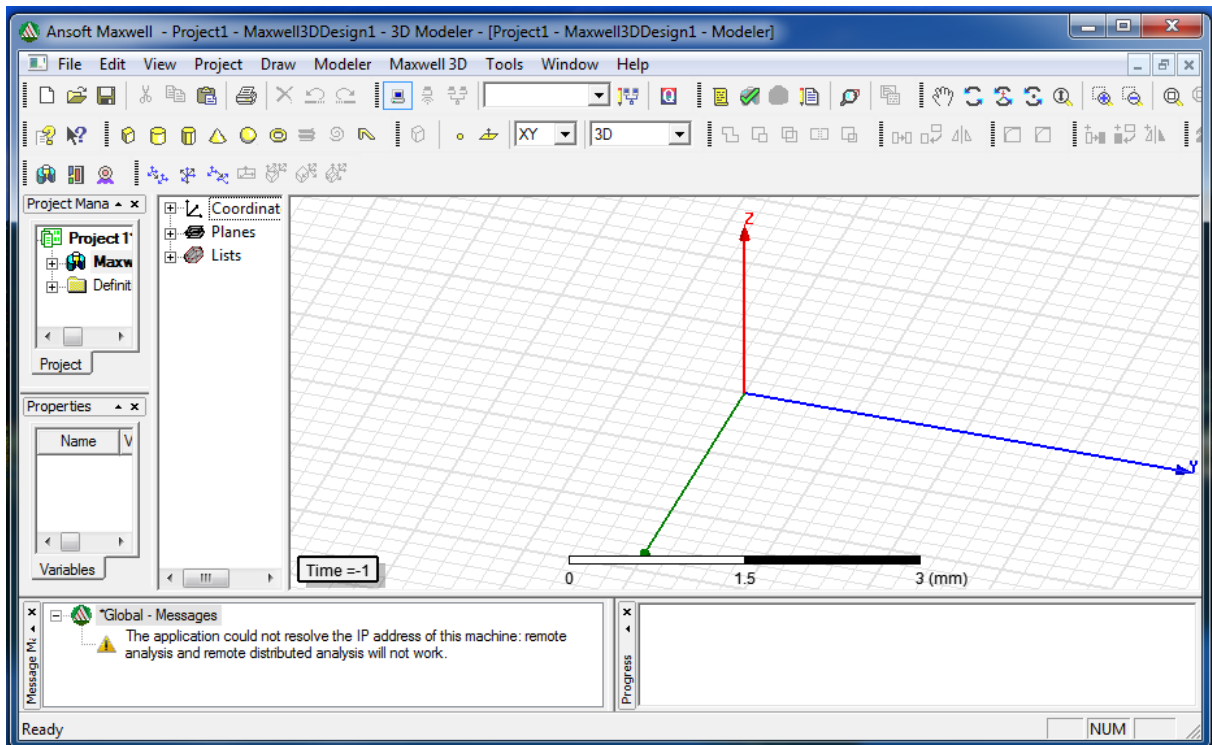 Ansoft Maxwell - Project1 - Maxwell3DDesign1 - 3D Modeler - [Project1 - Maxwell3DDesign1 - Modeler]
File Edit View Project Draw Modeler Maxwell 3D Tools Window Help
XY 3D
Project Mana
Project1*
Maxw
Definit
Project
Coordinat
Planes
Lists
Properties
Name V
Variables
Z
Y
Time =-1
0 1.5 3 (mm)
Message Ma
*Global - Messages
The application could not resolve the IP address of this machine: remote
analysis and remote distributed analysis will not work.
Progress
Ready
NUM